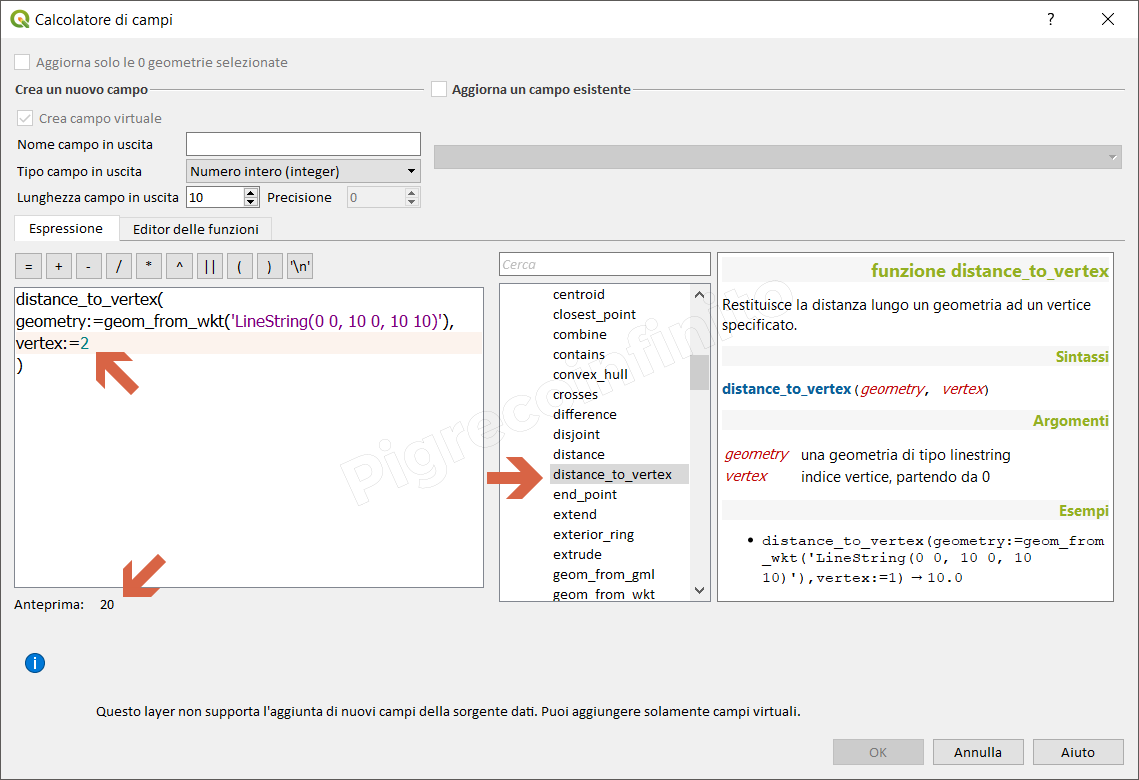 Calcolatore di campi
?
Aggiorna solo le 0 geometrie selezionate
Crea un nuovo campo
Aggiorna un campo esistente
Crea campo virtuale
Nome campo in uscita
Tipo campo in uscita
Numero intero (integer)
Lunghezza campo in uscita
10
Precisione
0
Espressione
Editor delle funzioni
= + - / * ^ || ( ) '\n'
distance_to_vertex(
geometry:=geom_from_wkt('LineString(0 0, 10 0, 10 10)'),
vertex:=2
)
Anteprima: 20
Cerca
centroid
closest_point
combine
contains
convex_hull
crosses
difference
disjoint
distance
distance_to_vertex
end_point
extend
exterior_ring
extrude
geom_from_gml
geom_from_wkt
funzione distance_to_vertex
Restituisce la distanza lungo un geometria ad un vertice
specificato.
Sintassi
distance_to_vertex(geometry, vertex)
Argomenti
geometry una geometria di tipo linestring
vertex indice vertice, partendo da 0
Esempi
• distance_to_vertex(geometry:=geom_from
_wkt('LineString(0 0, 10 0, 10
10)'),vertex:=1) → 10.0
Pigrecoinfinito
i
Questo layer non supporta l'aggiunta di nuovi campi della sorgente dati. Puoi aggiungere solamente campi virtuali.
OK
Annulla
Aiuto